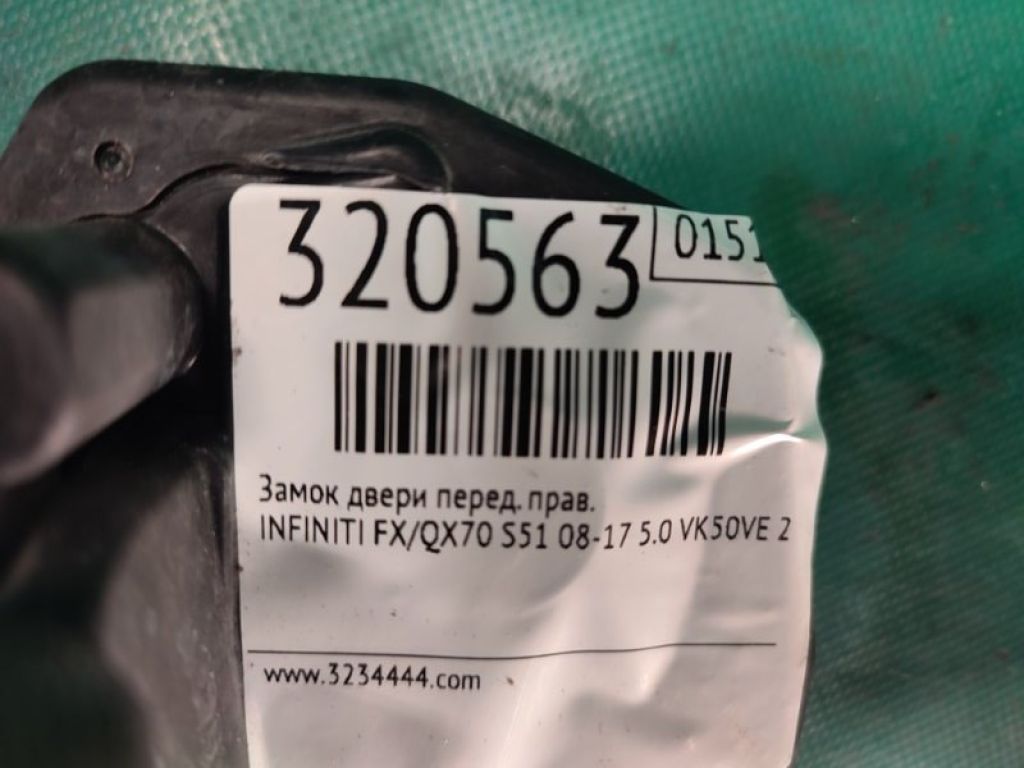 320563 0151
Замок двери перед. прав.
INFINITI FX/QX70 S51 08-17 5.0 VK50VE 2
www.3234444.com